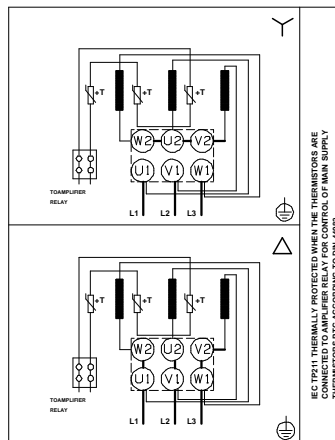 +T
+T
+T
W2 U2 V2
U1 V1 W1
TOAMPLIFIER
RELAY
L1 L2 L3
+T
+T
+T
W2 U2 V2
U1 V1 W1
TOAMPLIFIER
RELAY
L1 L2 L3
IEC TP211 THERMALLY PROTECTED WHEN THE THERMISTORS ARE
CONNECTED TO AMPLIFIER RELAY FOR CONTROL OF MAIN SUPPLY